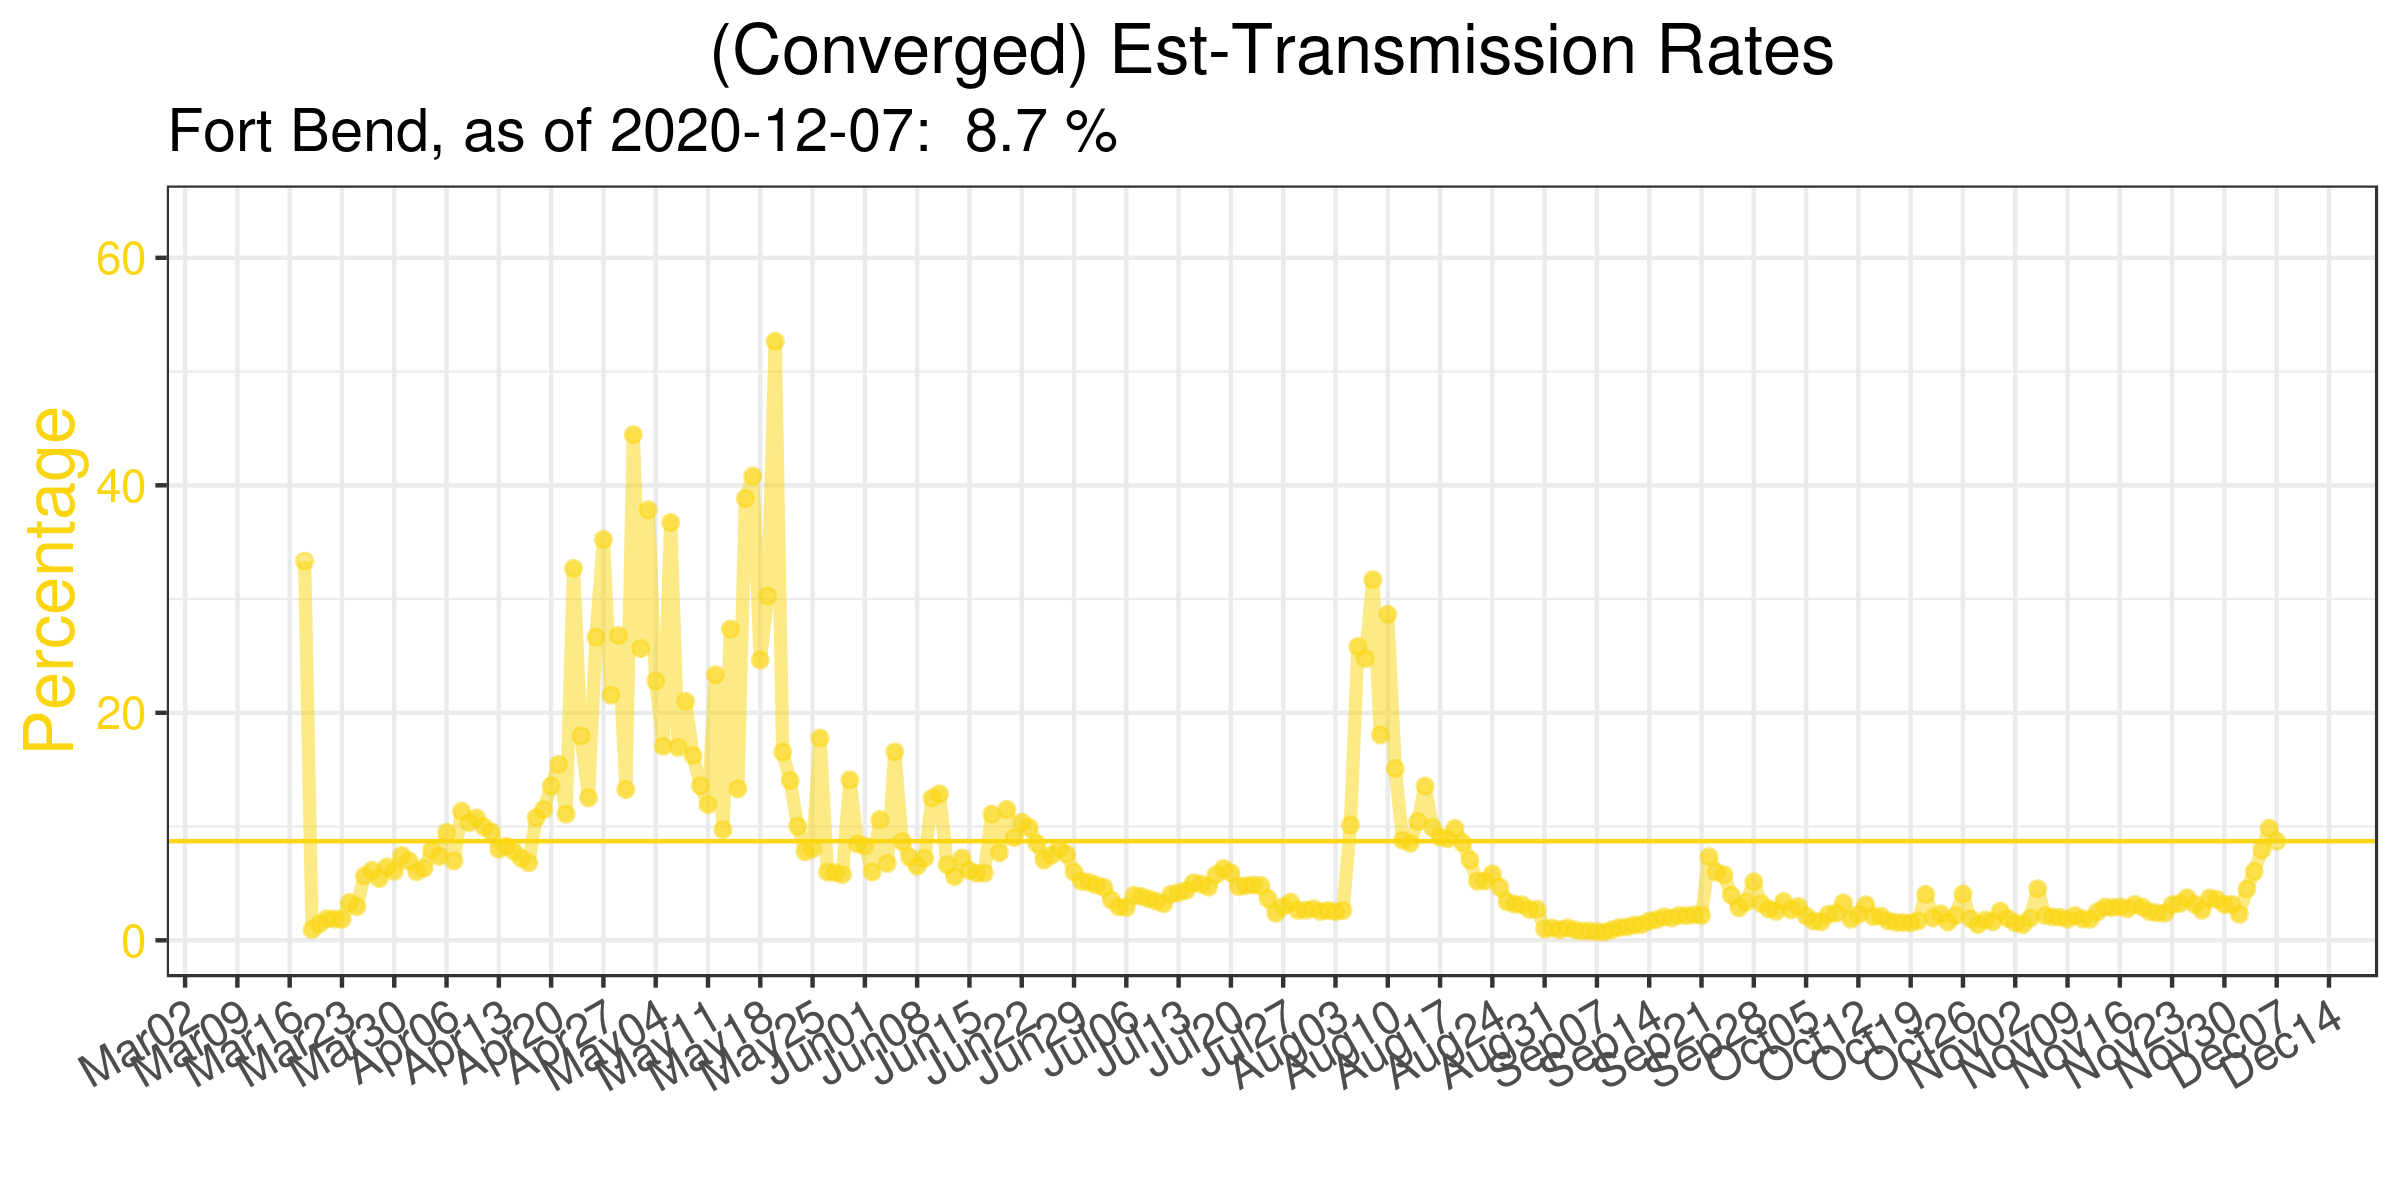 (Converged) Est-Transmission Rates
Fort Bend, as of 2020-12-07:  8.7 %
Percentage
60
40
20
0
Mar02
Mar09
Mar16
Mar23
Mar30
Apr06
Apr13
Apr20
Apr27
May04
May11
May18
May25
Jun01
Jun08
Jun15
Jun22
Jun29
Jul06
Jul13
Jul20
Jul27
Aug03
Aug10
Aug17
Aug24
Aug31
Sep07
Sep14
Sep21
Sep28
Oct05
Oct12
Oct19
Oct26
Nov02
Nov09
Nov16
Nov23
Nov30
Dec07
Dec14